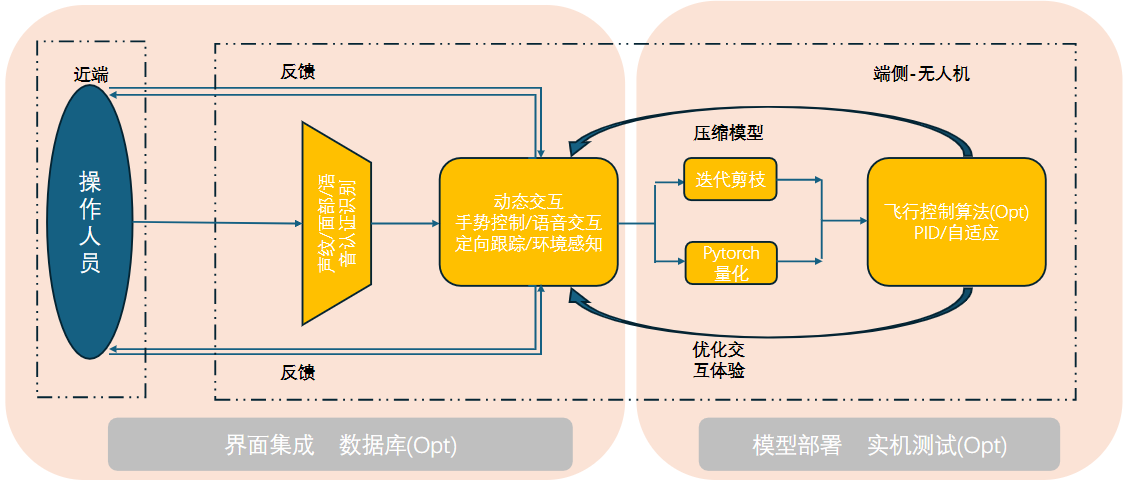 近端
反馈
端侧-无人机
压缩模型
操作人员
声纹/面部/语
音认证识别
动态交互
手势控制/语音交互
定向跟踪/环境感知
迭代剪枝
Pytorch
量化
飞行控制算法(Opt)
PID/自适应
反馈
优化交
互体验
界面集成 数据库(Opt)
模型部署 实机测试(Opt)